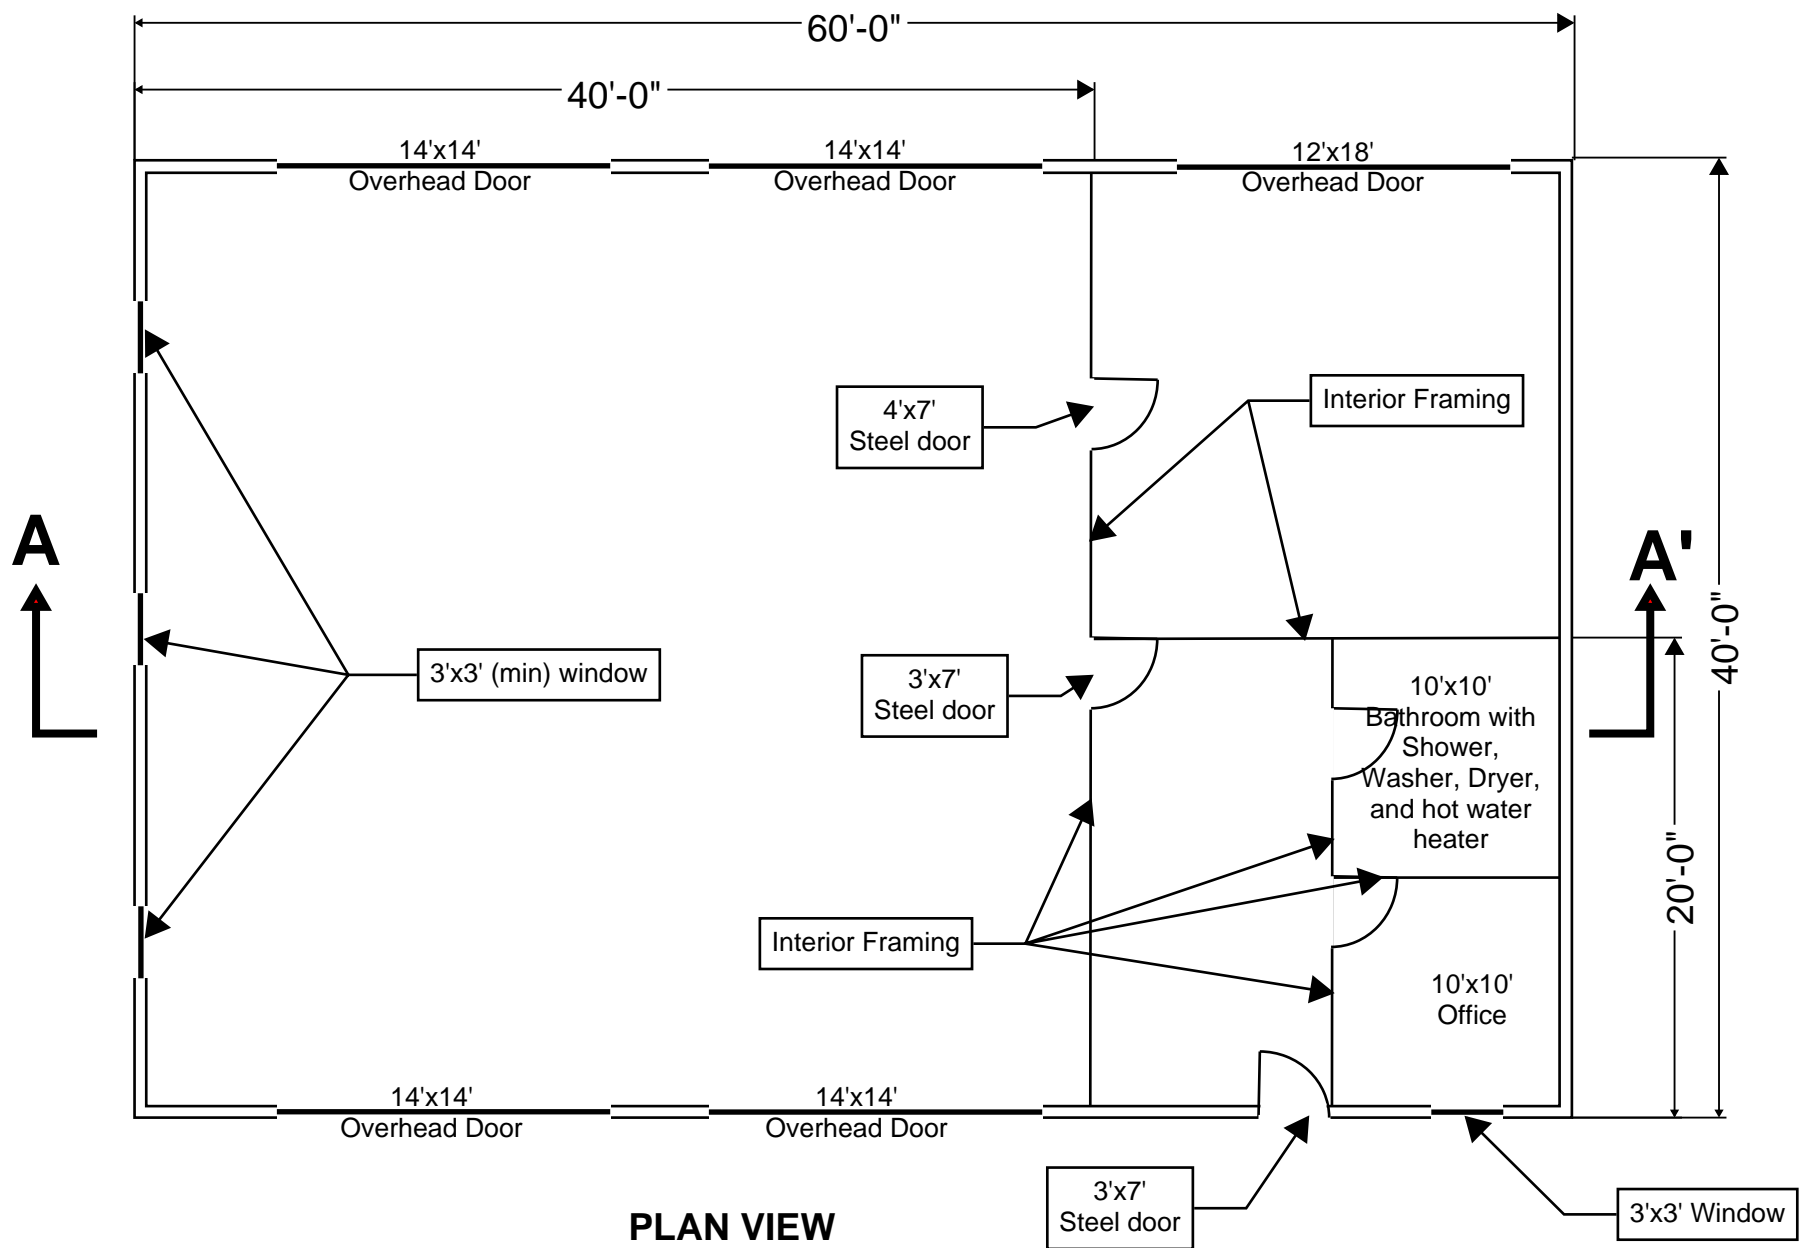 60'-0"
40'-0"
14'x14'
Overhead Door
14'x14'
Overhead Door
12'x18'
Overhead Door
4'x7'
Steel door
Interior Framing
A
A'
40'-0"
3'x3' (min) window
3'x7'
Steel door
10'x10'
Bathroom with
Shower,
Washer, Dryer,
and hot water
heater
20'-0"
Interior Framing
10'x10'
Office
14'x14'
Overhead Door
14'x14'
Overhead Door
3'x7'
Steel door
3'x3' Window
PLAN VIEW